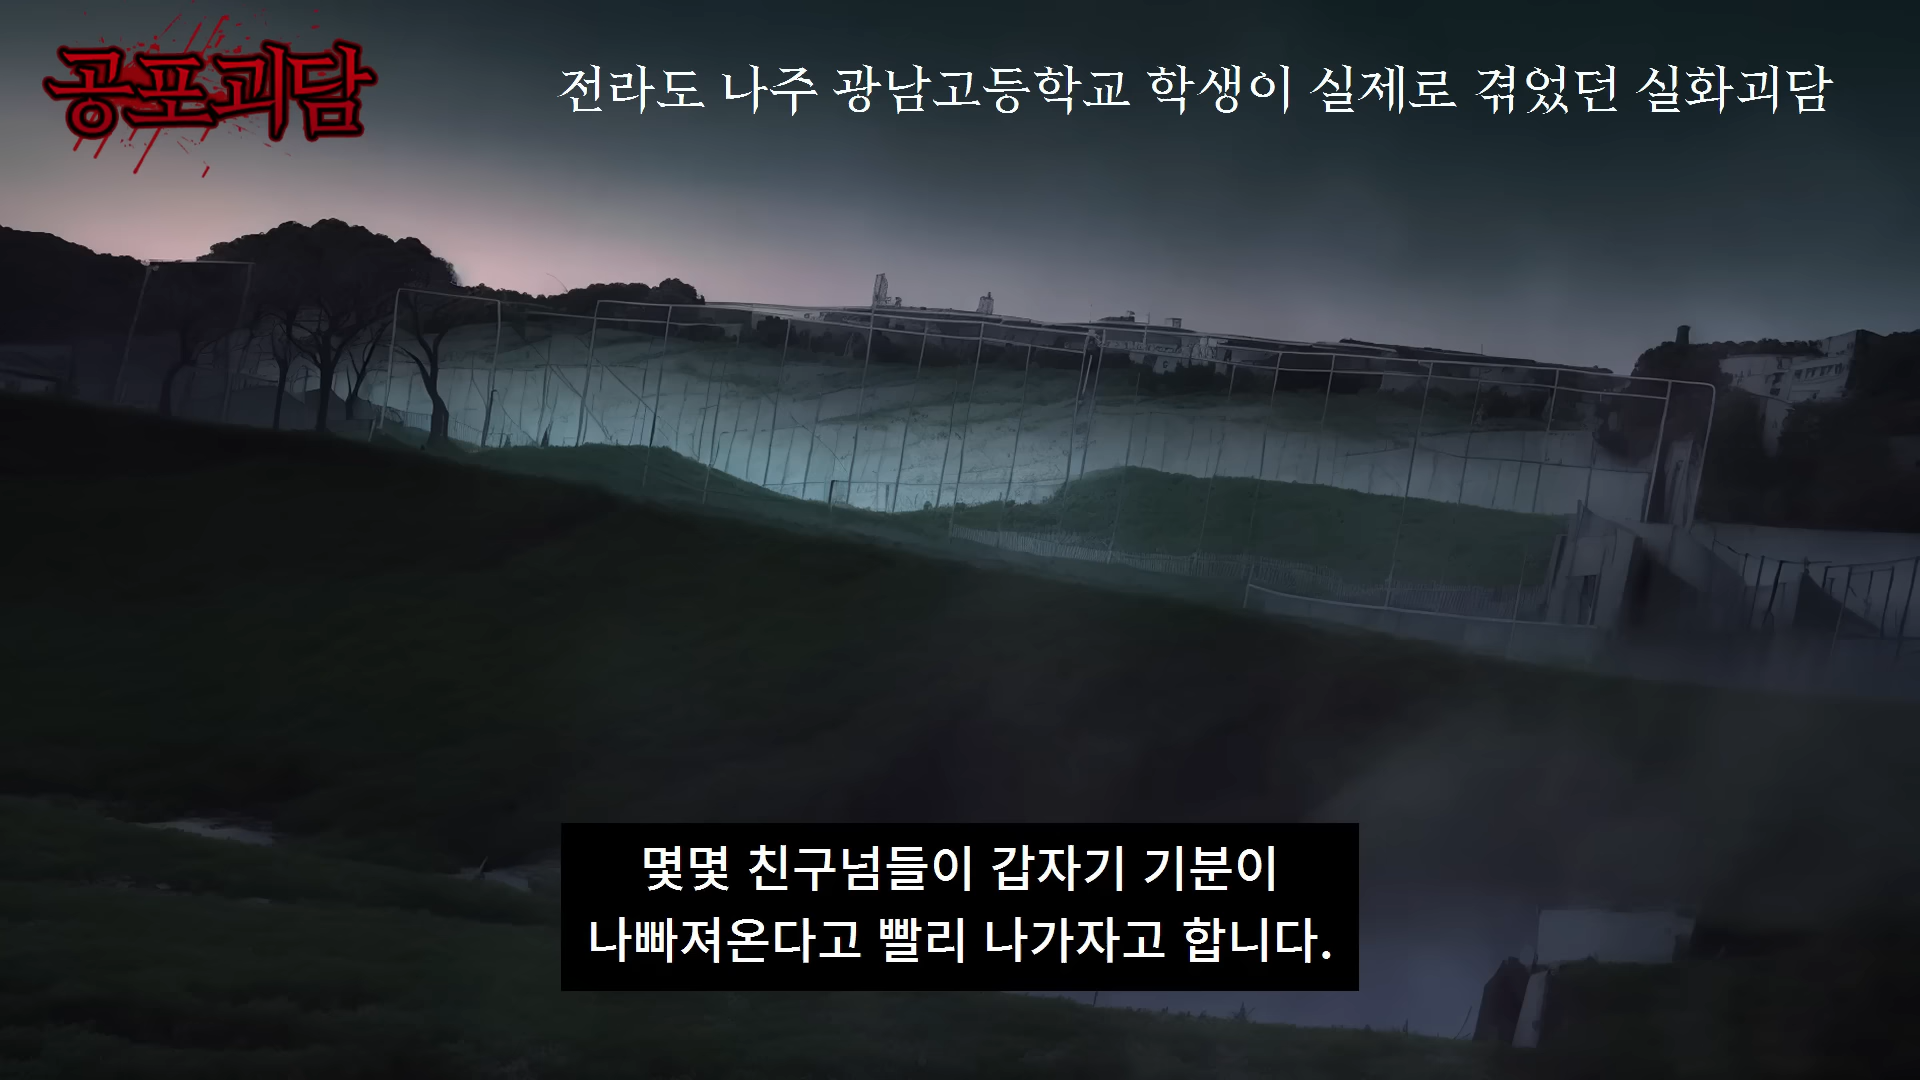 공포괴담
전라도 나주 광남고등학교 학생이 실제로 겪었던 실화괴담
몇몇 친구넘들이 갑자기 기분이
나빠져온다고 빨리 나가자고 합니다.